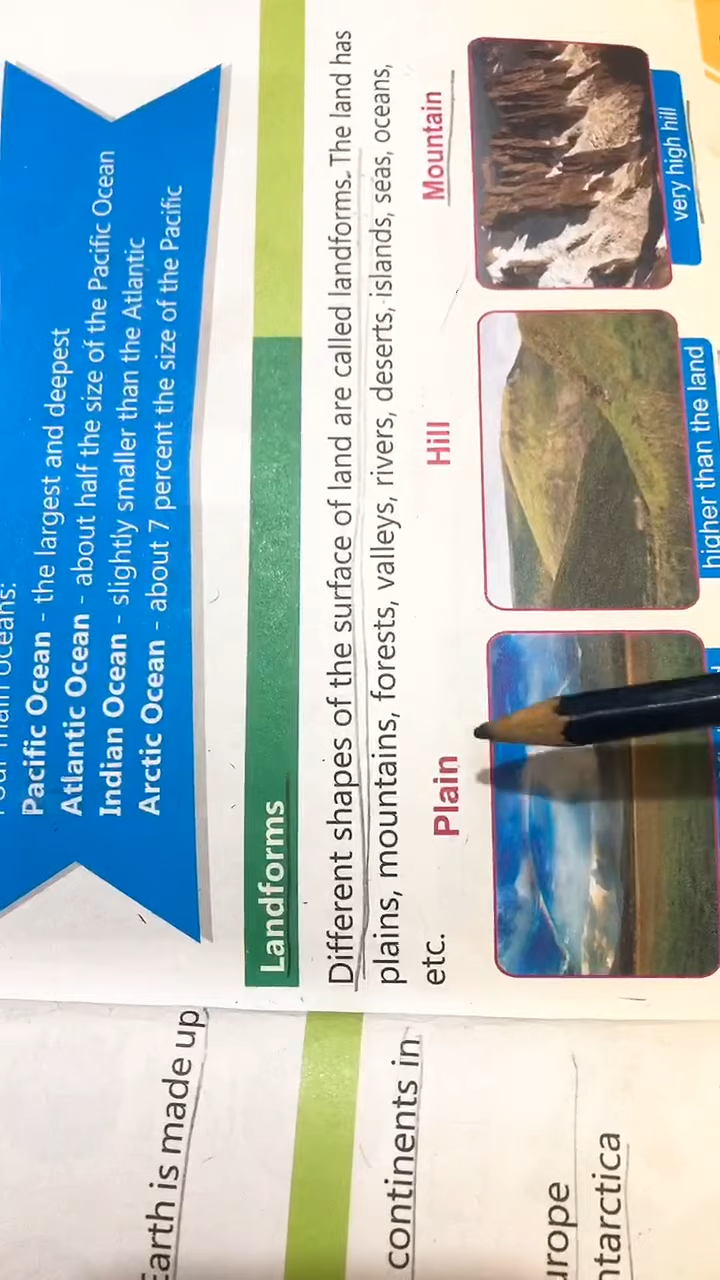 Earth is made up
continents in
urope
ntarctica
main oceans:
Pacific Ocean - the largest and deepest
Atlantic Ocean - about half the size of the Pacific Ocean
Indian Ocean - slightly smaller than the Atlantic
Arctic Ocean - about 7 percent the size of the Pacific
Landforms
Different shapes of the surface of land are called landforms. The land has
plains, mountains, forests, valleys, rivers, deserts, islands, seas, oceans,
etc.
Plain
Hill
Mountain
higher than the land
very high hill